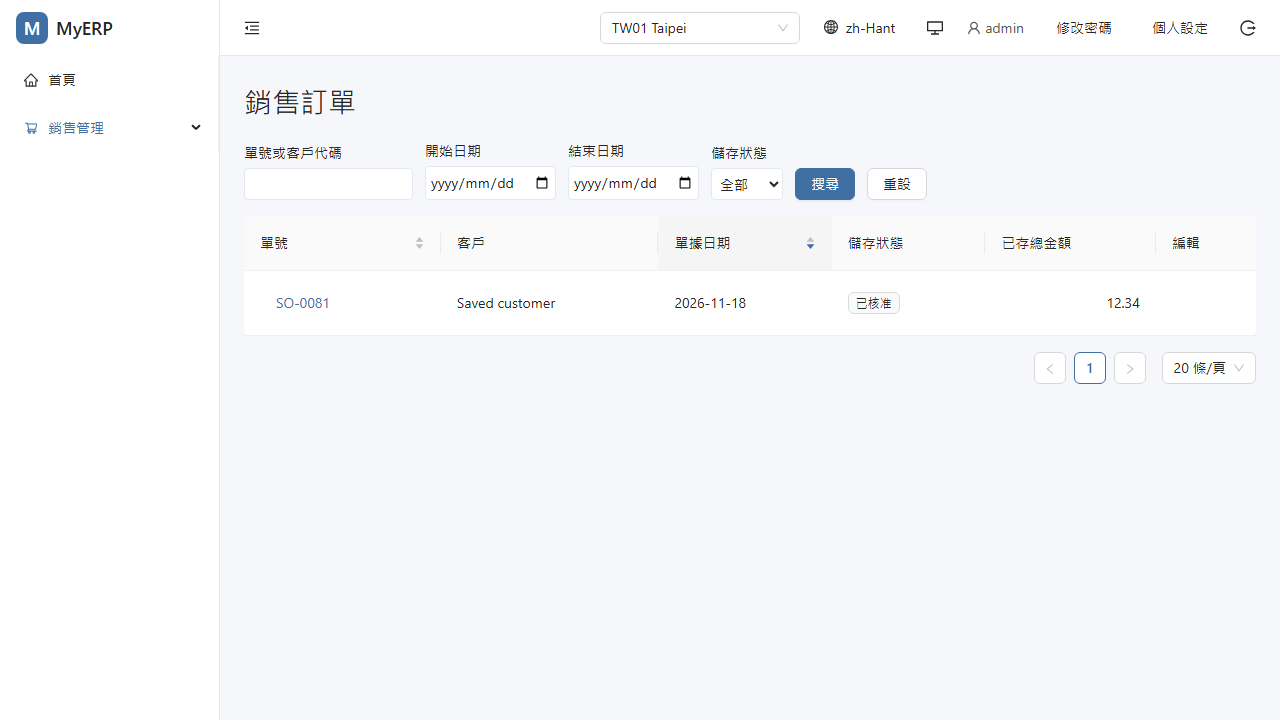 M MyERP
TW01 Taipei
zh-Hant
admin
修改密碼
個人設定
首頁
銷售管理
銷售訂單
單號或客戶代碼
開始日期
結束日期
儲存狀態
yyyy/mm/dd
yyyy/mm/dd
全部
搜尋
重設
單號 客戶 單據日期 儲存狀態 已存總金額 編輯
SO-0081 Saved customer 2026-11-18 已核准 12.34
1
20 條/頁